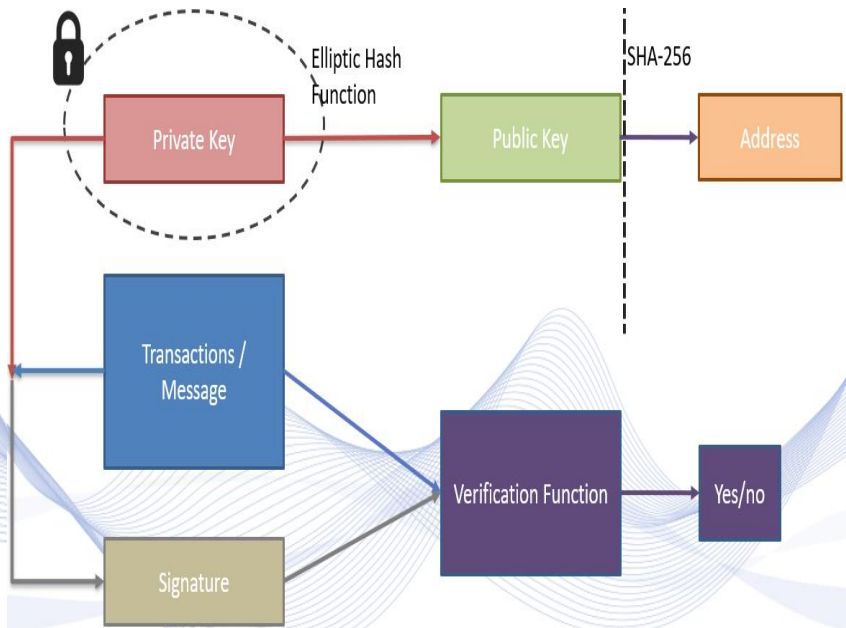 Elliptic Hash
Function
SHA-256
Private Key
Public Key
Address
Transactions /
Message
Verification Function
Yes/no
Signature